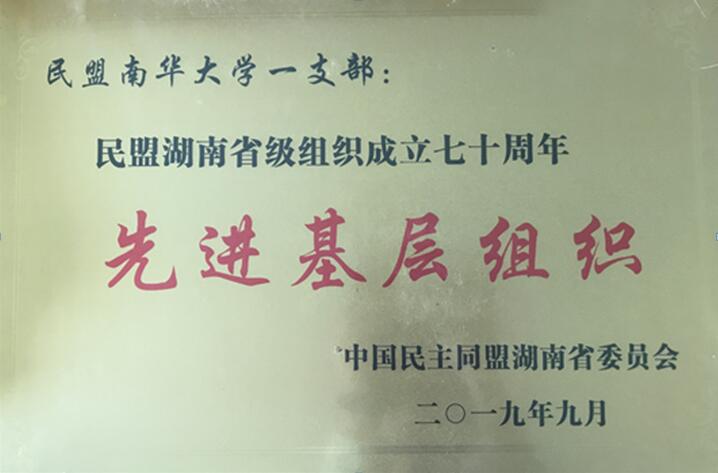 民盟南华大学一支部：
民盟湖南省级组织成立七十周年
先进基层组织
中国民主同盟湖南省委员会
二〇一九年九月